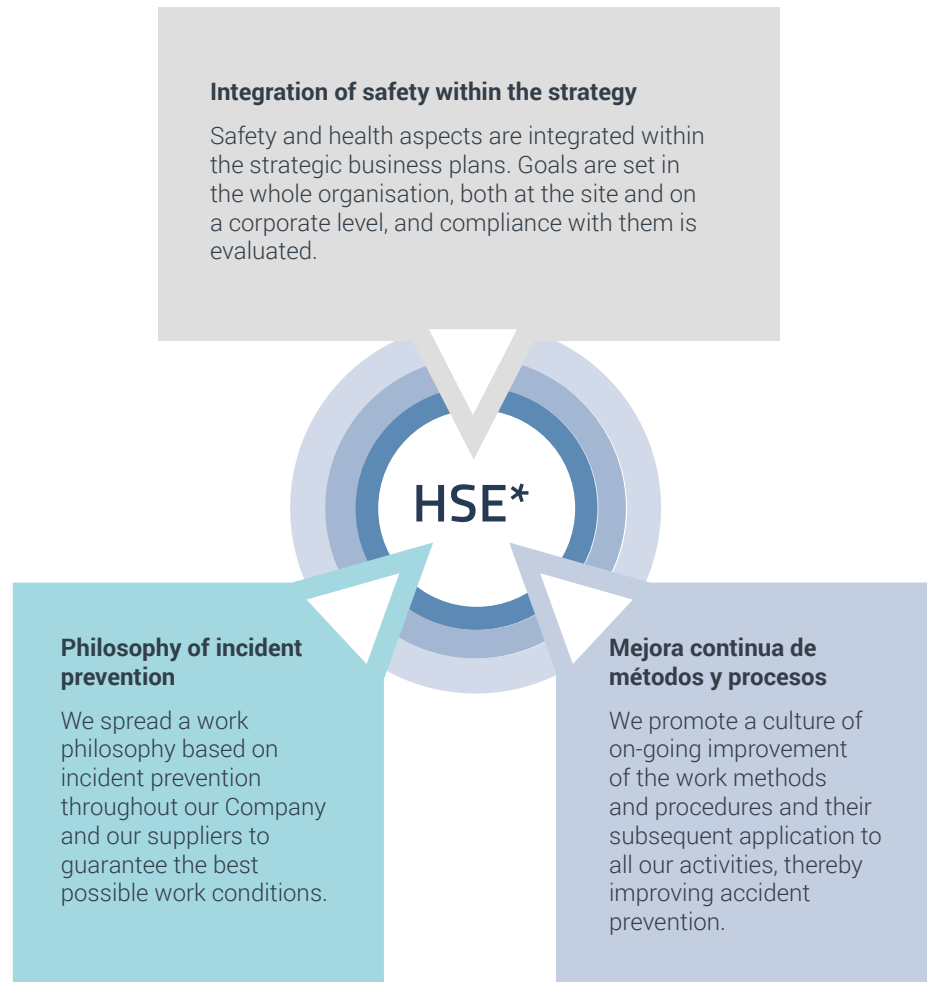 Integration of safety within the strategy
Safety and health aspects are integrated within
the strategic business plans. Goals are set in
the whole organisation, both at the site and on
a corporate level, and compliance with them is
evaluated.
HSE*
Philosophy of incident
prevention
We spread a work
philosophy based on
incident prevention
throughout our Company
and our suppliers to
guarantee the best
possible work conditions.
Mejora continua de
métodos y procesos
We promote a culture of
on-going improvement
of the work methods
and procedures and their
subsequent application to
all our activities, thereby
improving accident
prevention.